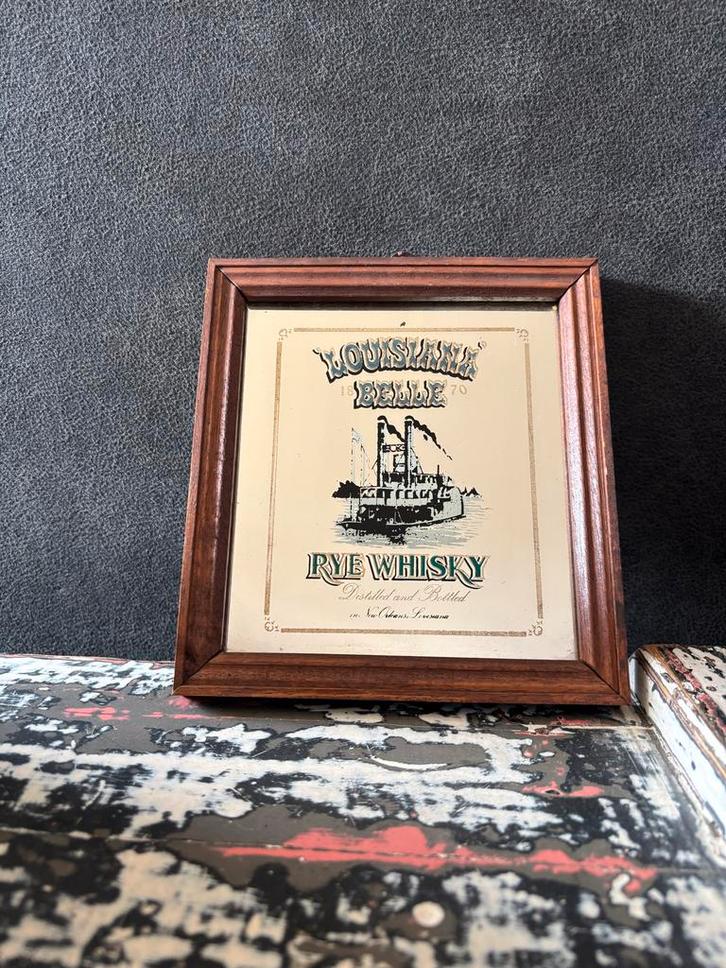 LOUISIANA
18 BELLE 70
RYE WHISKY
Distilled and Bottled
in New Orleans, Louisiana